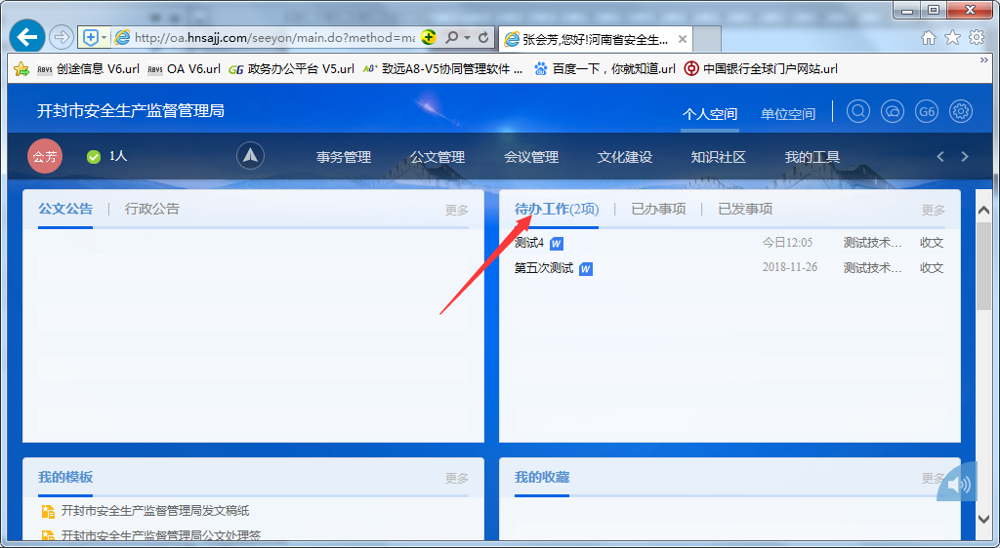 http://oa.hnsajj.com/seeyon/main.do?method=ma
张会芳,您好!河南省安全生...
创途信息 V6.url
OA V6.url
政务办公平台 V5.url
致远A8-V5协同管理软件 ...
百度一下，你就知道.url
中国银行全球门户网站.url
开封市安全生产监督管理局
个人空间
单位空间
G6
会芳
1人
事务管理
公文管理
会议管理
文化建设
知识社区
我的工具
公文公告 | 行政公告
更多
待办工作(2项) | 已办事项 | 已发事项
更多
测试4 W 今日12:05 测试技术... 收文
第五次测试 W 2018-11-26 测试技术... 收文
我的模板
更多
开封市安全生产监督管理局发文稿纸
开封市安全生产监督管理局公文处理签
我的收藏
更多